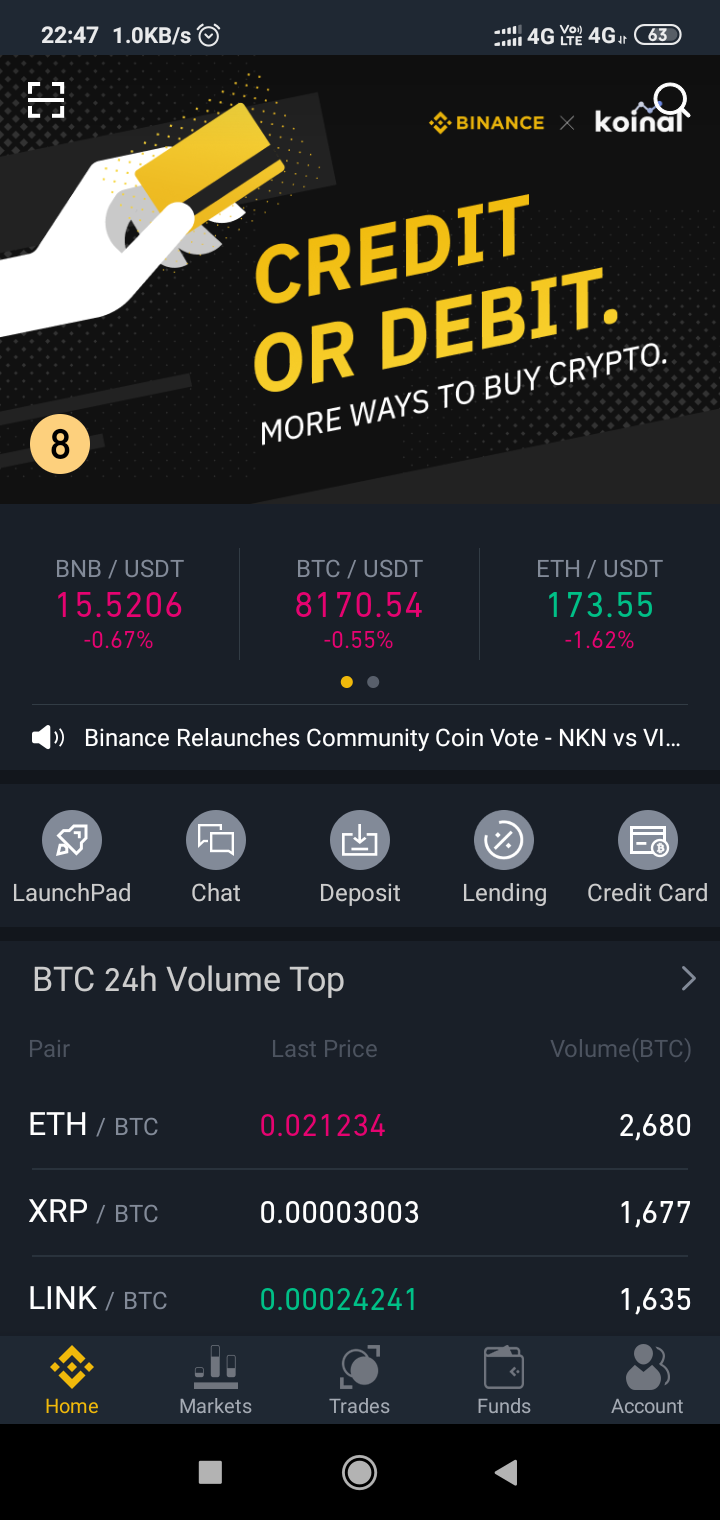 22:47 1.0KB/s 4G Vo)) LTE 4G 63
BINANCE × koinal
CREDIT
OR DEBIT.
MORE WAYS TO BUY CRYPTO.
8
BNB / USDT BTC / USDT ETH / USDT
15.5206 8170.54 173.55
-0.67% -0.55% -1.62%
Binance Relaunches Community Coin Vote - NKN vs VI...
LaunchPad Chat Deposit Lending Credit Card
BTC 24h Volume Top
Pair Last Price Volume(BTC)
ETH / BTC 0.021234 2,680
XRP / BTC 0.00003003 1,677
LINK / BTC 0.00024241 1,635
Home Markets Trades Funds Account